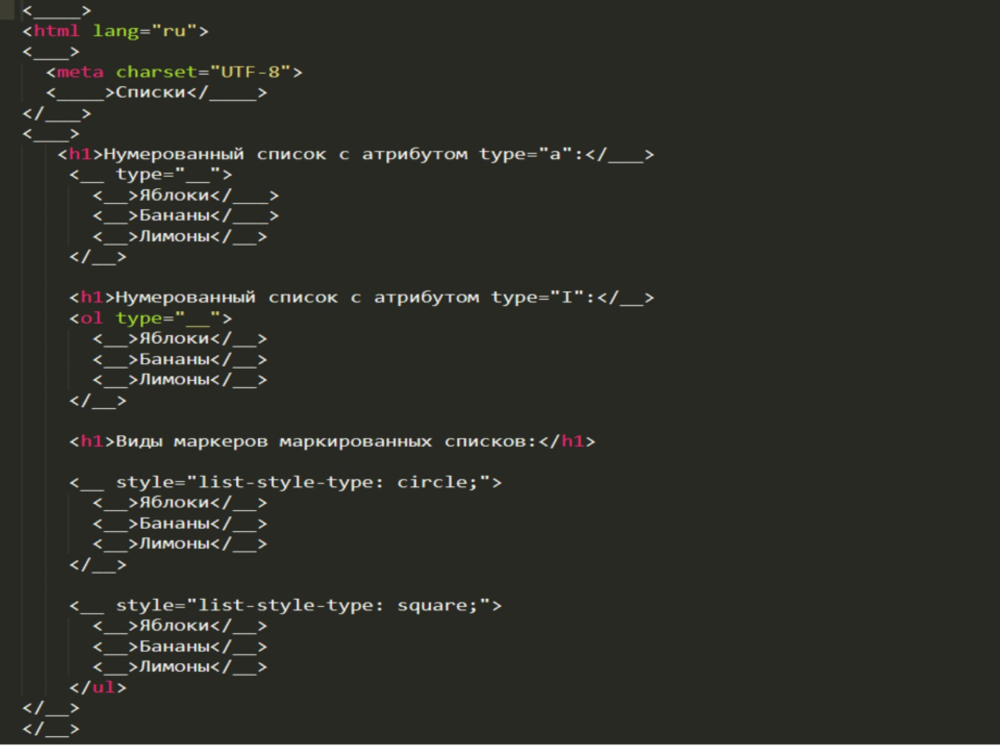 <____>
<html lang="ru">
<___>
<meta charset="UTF-8">
<____>Списки</____>
</___>
<___>
<h1>Нумерованный список с атрибутом type="a":</___>
<__ type="__">
<__>Яблоки</___>
<__>Бананы</___>
<__>Лимоны</__>
</__>
<h1>Нумерованный список с атрибутом type="I":</__>
<ol type="__">
<__>Яблоки</__>
<__>Бананы</__>
<__>Лимоны</__>
</__>
<h1>Виды маркеров маркированных списков:</h1>
<__ style="list-style-type: circle;">
<__>Яблоки</__>
<__>Бананы</__>
<__>Лимоны</__>
</__>
<__ style="list-style-type: square;">
<__>Яблоки</__>
<__>Бананы</__>
<__>Лимоны</__>
</ul>
</__>
</__>